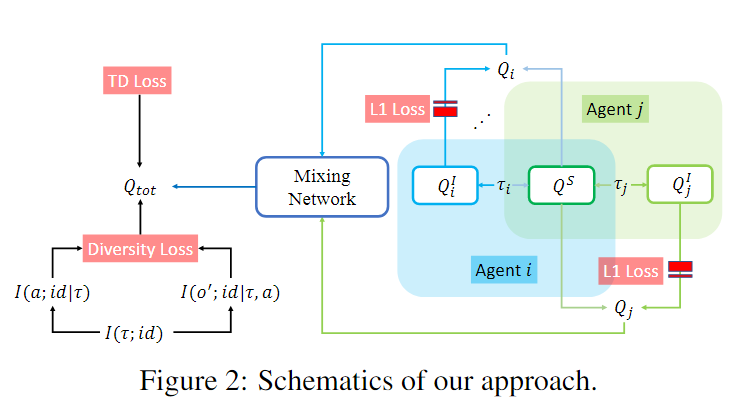 Q_i
TD Loss
L1 Loss
Agent j
⋰
Mixing
Network
Q_tot
Q_i^I
τ_i
Q^S
τ_j
Q_j^I
Diversity Loss
Agent i
L1 Loss
I(a; id|τ)
I(o′; id|τ, a)
Q_j
I(τ; id)
Figure 2: Schematics of our approach.